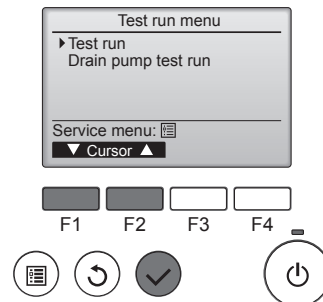 Test run menu
Test run
Drain pump test run
Service menu:
▼ Cursor ▲
F1 F2 F3 F4